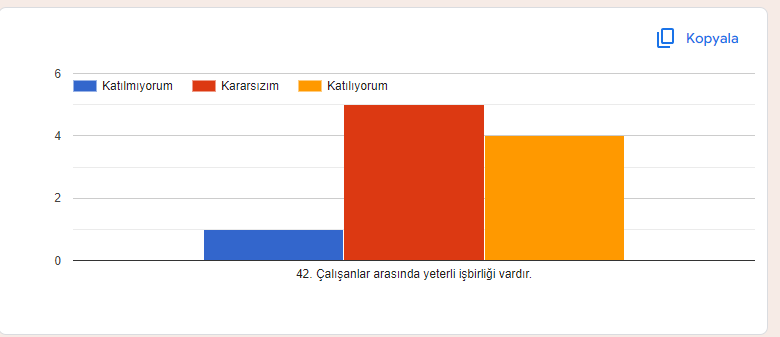 Kopyala
6
Katılmıyorum Kararsızım Katılıyorum
4
2
0
42. Çalışanlar arasında yeterli işbirliği vardır.